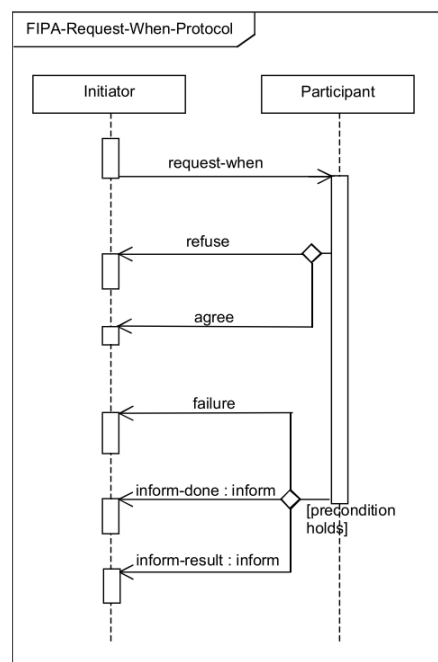 FIPA-Request-When-Protocol
Initiator
Participant
request-when
refuse
agree
failure
inform-done : inform
[precondition
holds]
inform-result : inform